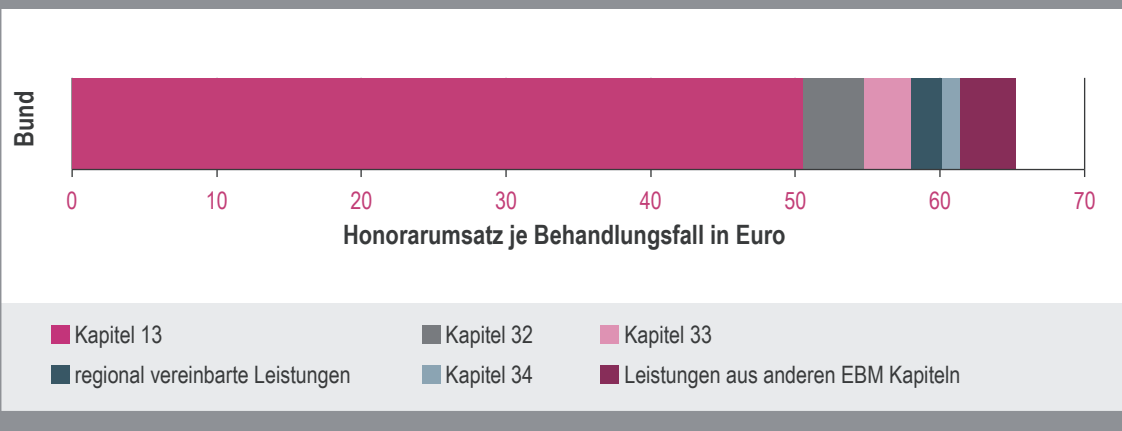 Bund
0 10 20 30 40 50 60 70
Honorarumsatz je Behandlungsfall in Euro
Kapitel 13 Kapitel 32 Kapitel 33
regional vereinbarte Leistungen Kapitel 34 Leistungen aus anderen EBM Kapiteln